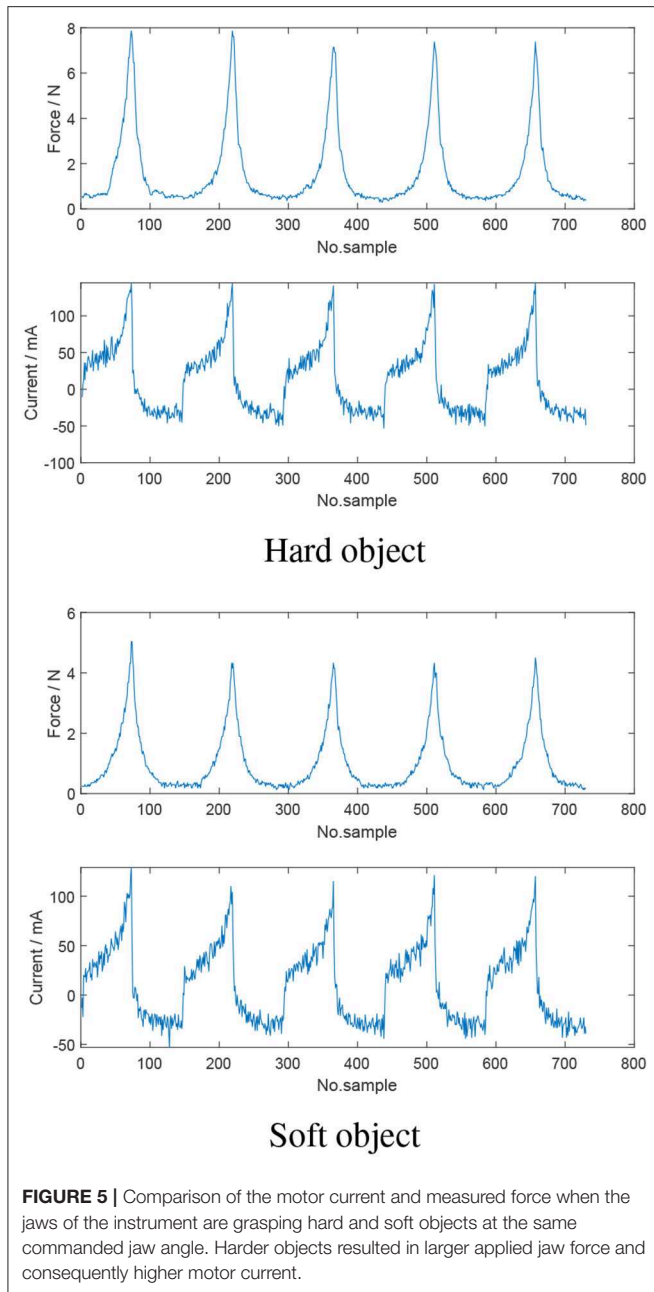 8
6
4
2
0
Force / N
0 100 200 300 400 500 600 700 800
No.sample
100
50
0
-50
-100
Current / mA
0 100 200 300 400 500 600 700 800
No.sample
Hard object
6
4
2
0
Force / N
0 100 200 300 400 500 600 700 800
No.sample
100
50
0
-50
Current / mA
0 100 200 300 400 500 600 700 800
No.sample
Soft object
FIGURE 5 | Comparison of the motor current and measured force when the
jaws of the instrument are grasping hard and soft objects at the same
commanded jaw angle. Harder objects resulted in larger applied jaw force and
consequently higher motor current.